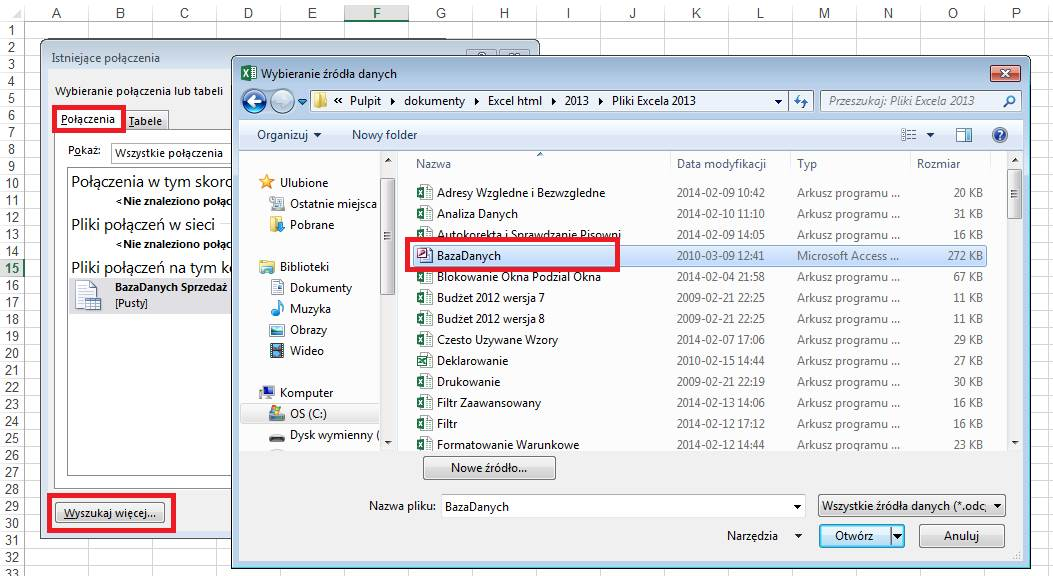 A B C D E F G H I J K L M N O P
1
2
3
4
5
6
7
8
9
10
11
12
13
14
15
16
17
18
19
20
21
22
23
24
25
26
27
28
29
30
31
32
33
Istniejące połączenia
Wybieranie połączenia lub tabeli
Połączenia Tabele
Pokaż: Wszystkie połączenia
Połączenia w tym skoro
<Nie znaleziono połąc
Pliki połączeń w sieci
<Nie znaleziono połąc
Pliki połączeń na tym ko
BazaDanych Sprzedaż
[Pusty]
Wyszukaj więcej...
Wybieranie źródła danych
« Pulpit dokumenty Excel html 2013 Pliki Excela 2013
Przeszukaj: Pliki Excela 2013
Organizuj Nowy folder
Ulubione
Ostatnie miejsca
Pobrane
Biblioteki
Dokumenty
Muzyka
Obrazy
Wideo
Komputer
OS (C:)
Dysk wymienny (
Nazwa Data modyfikacji Typ Rozmiar
Adresy Wzgledne i Bezwzgledne 2014-02-09 10:42 Arkusz programu ... 20 KB
Analiza Danych 2014-02-10 11:10 Arkusz programu ... 31 KB
Autokorekta i Sprawdzanie Pisowni 2014-02-09 14:05 Arkusz programu ... 16 KB
BazaDanych 2010-03-09 12:41 Microsoft Access ... 272 KB
Blokowanie Okna Podzial Okna 2014-02-04 21:58 Arkusz programu ... 67 KB
Budżet 2012 wersja 7 2009-02-21 22:25 Arkusz programu ... 11 KB
Budżet 2012 wersja 8 2009-02-21 22:25 Arkusz programu ... 11 KB
Czesto Uzywane Wzory 2014-02-07 17:06 Arkusz programu ... 29 KB
Deklarowanie 2010-02-15 14:44 Arkusz programu ... 27 KB
Drukowanie 2009-02-21 22:19 Arkusz programu ... 30 KB
Filtr Zaawansowany 2014-02-13 14:06 Arkusz programu ... 16 KB
Filtr 2014-02-12 17:12 Arkusz programu ... 16 KB
Formatowanie Warunkowe 2014-02-12 14:44 Arkusz programu ... 23 KB
Nowe źródło...
Nazwa pliku: BazaDanych Wszystkie źródła danych (*.odc;
Narzędzia Otwórz Anuluj